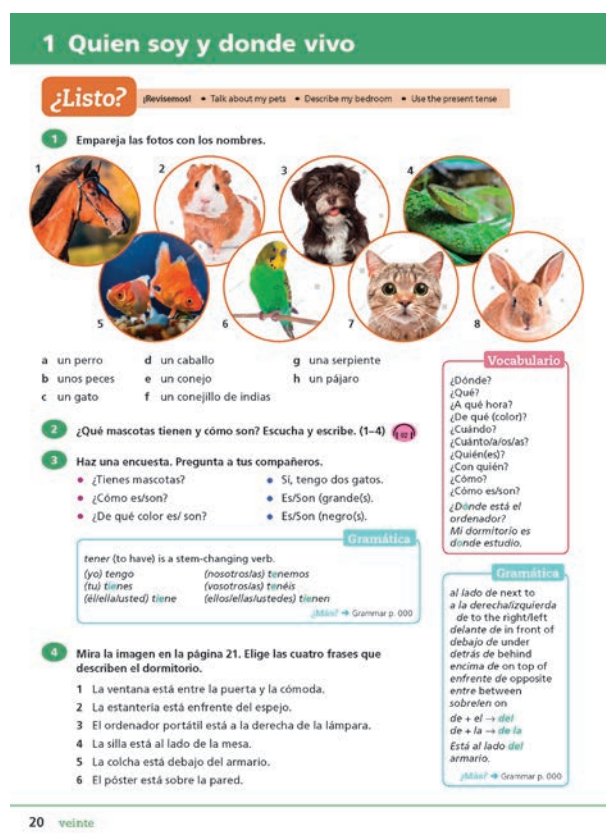 1 Quien soy y donde vivo
¿Listo?
¡Revisemos! • Talk about my pets • Describe my bedroom • Use the present tense
1 Empareja las fotos con los nombres.
1
2
3
4
5
6
7
8
a un perro
b unos peces
c un gato
d un caballo
e un conejo
f un conejillo de indias
g una serpiente
h un pájaro
2 ¿Qué mascotas tienen y cómo son? Escucha y escribe. (1–4)
3 Haz una encuesta. Pregunta a tus compañeros.
• ¿Tienes mascotas?
• Sí, tengo dos gatos.
• ¿Cómo es/son?
• Es/Son (grande(s).
• ¿De qué color es/ son?
• Es/Son (negro(s).
Gramática
tener (to have) is a stem-changing verb.
(yo) tengo
(tu) tienes
(él/ella/usted) tiene
(nosotros/as) tenemos
(vosotros/as) tenéis
(ellos/ellas/ustedes) tienen
¿Más? ➜ Grammar p. 000
4 Mira la imagen en la página 21. Elige las cuatro frases que
describen el dormitorio.
1 La ventana está entre la puerta y la cómoda.
2 La estantería está enfrente del espejo.
3 El ordenador portátil está a la derecha de la lámpara.
4 La silla está al lado de la mesa.
5 La colcha está debajo del armario.
6 El póster está sobre la pared.
Vocabulario
¿Dónde?
¿Qué?
¿A qué hora?
¿De qué (color)?
¿Cuándo?
¿Cuánto/a/os/as?
¿Quién(es)?
¿Con quién?
¿Cómo?
¿Cómo es/son?
¿Dónde está el
ordenador?
Mi dormitorio es
donde estudio.
Gramática
al lado de next to
a la derecha/izquierda
de to the right/left
delante de in front of
debajo de under
detrás de behind
encima de on top of
enfrente de opposite
entre between
sobre/en on
de + el → del
de + la → de la
Está al lado del
armario.
¿Más? ➜ Grammar p. 000
20 veinte